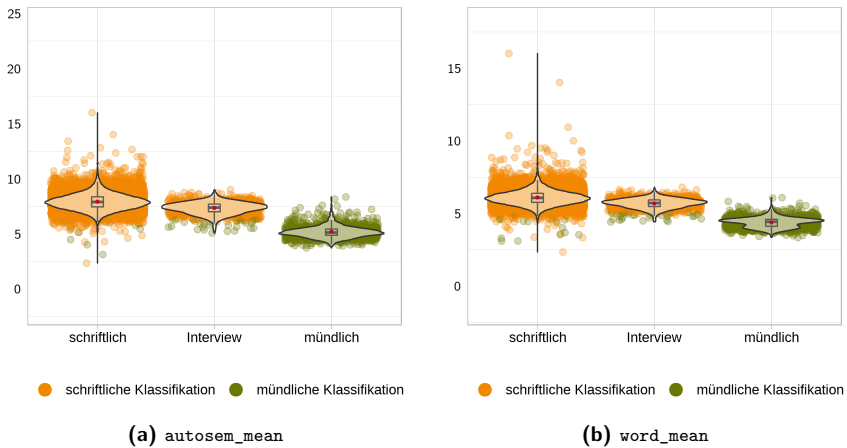 25
20
15
10
5
0
schriftlich Interview mündlich
schriftliche Klassifikation mündliche Klassifikation
(a) autosem_mean
15
10
5
0
schriftlich Interview mündlich
schriftliche Klassifikation mündliche Klassifikation
(b) word_mean